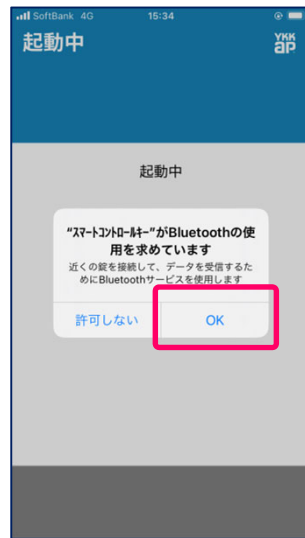 SoftBank 4G 15:34
起動中
YKK
ap
起動中
"ｽﾏｰﾄｺﾝﾄﾛｰﾙｷｰ"がBluetoothの使
用を求めています
近くの錠を接続して、データを受信するた
めにBluetoothサービスを使用します
許可しない OK